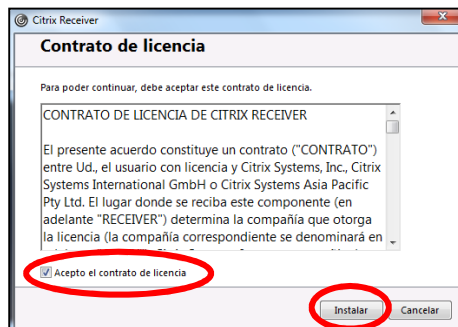 Citrix Receiver
Contrato de licencia
Para poder continuar, debe aceptar este contrato de licencia.
CONTRATO DE LICENCIA DE CITRIX RECEIVER
El presente acuerdo constituye un contrato ("CONTRATO")
entre Ud., el usuario con licencia y Citrix Systems, Inc., Citrix
Systems International GmbH o Citrix Systems Asia Pacific
Pty Ltd. El lugar donde se reciba este componente (en
adelante "RECEIVER") determina la compañía que otorga
la licencia (la compañía correspondiente se denominará en
Acepto el contrato de licencia
Instalar Cancelar